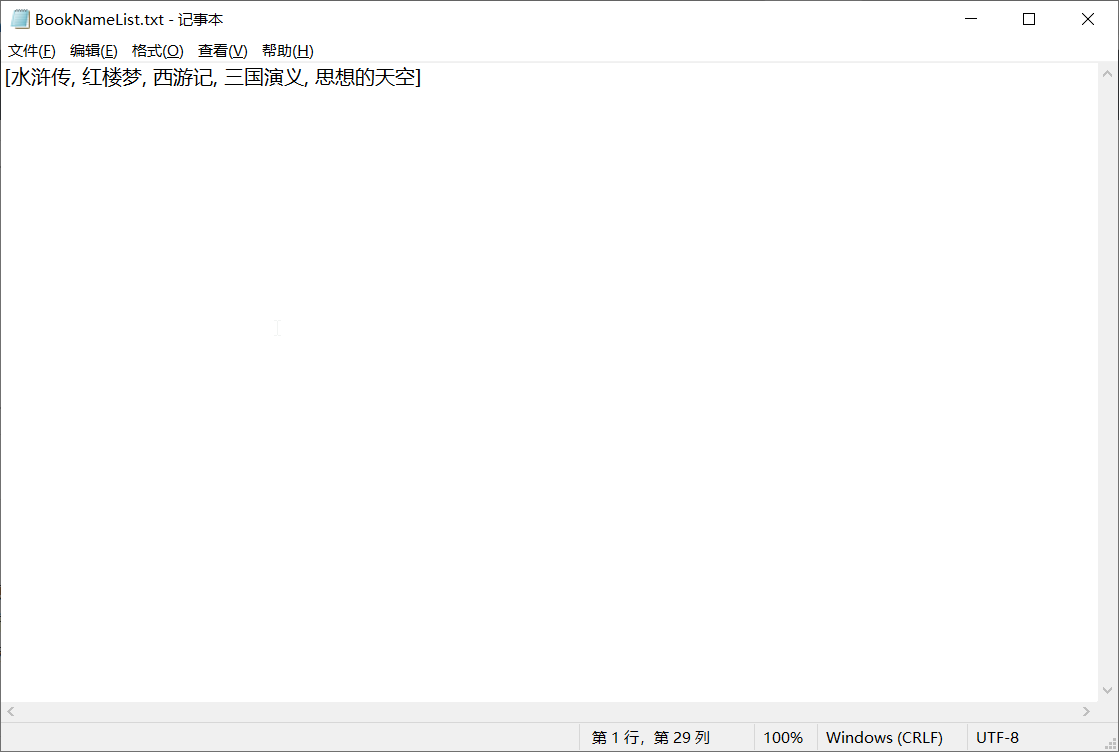 BookNameList.txt - 记事本
文件(F) 编辑(E) 格式(O) 查看(V) 帮助(H)
[水浒传, 红楼梦, 西游记, 三国演义, 思想的天空]
第 1 行，第 29 列 100% Windows (CRLF) UTF-8